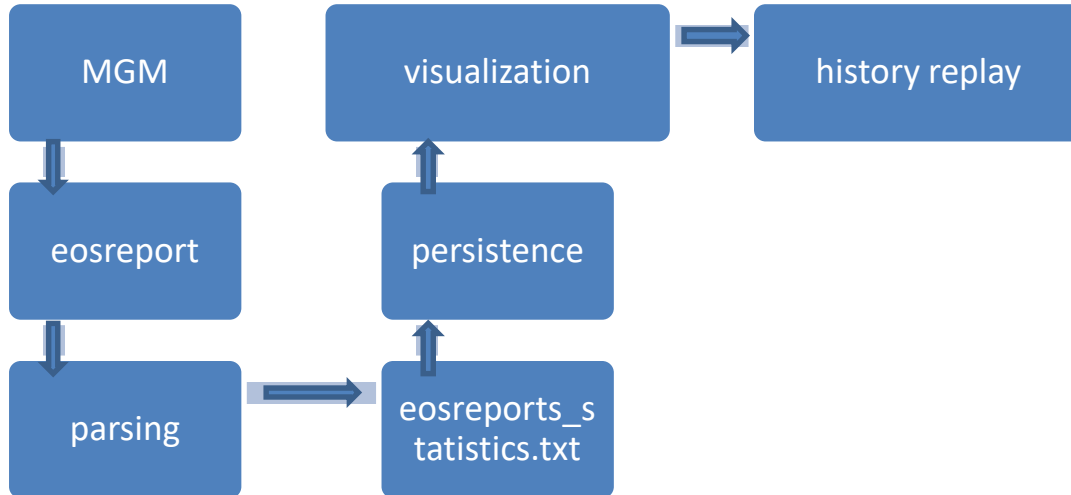 MGM
eosreport
parsing
eosreports_s
tatistics.txt
persistence
visualization
history replay